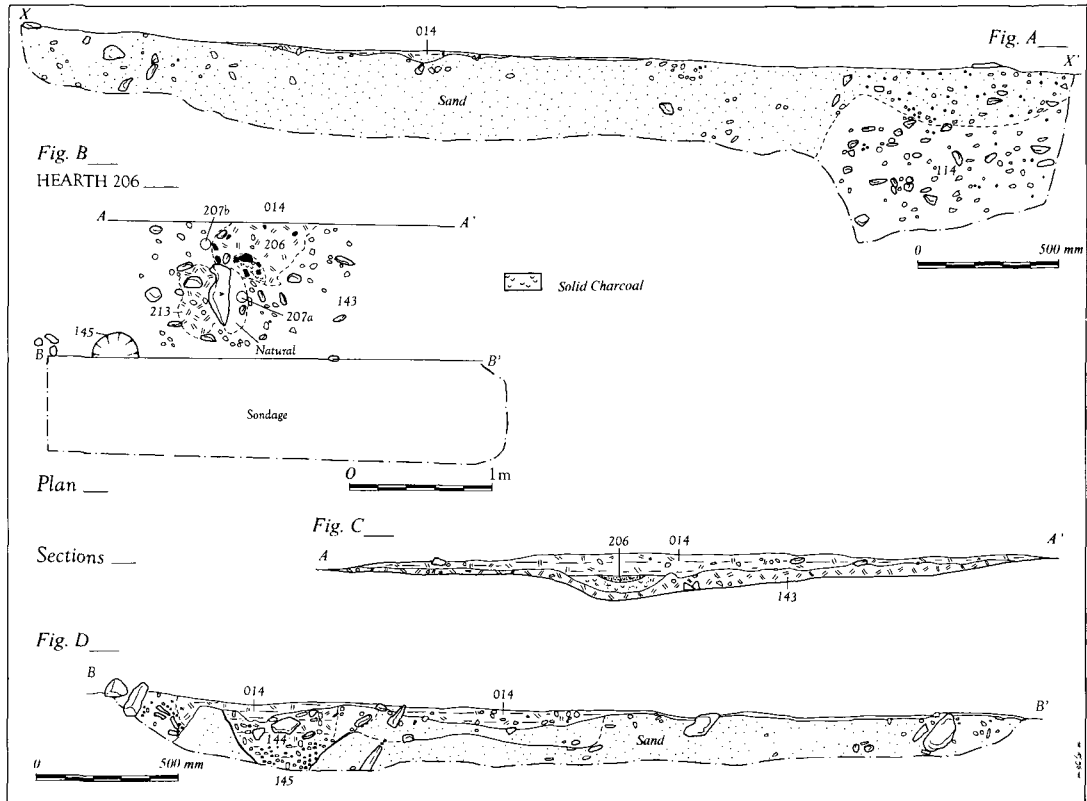 X
014
Fig. A
X'
Sand
Fig. B
114
HEARTH 206
0 500 mm
207b
014
A
A'
206
Solid Charcoal
213
207a
143
145
Natural
B
B'
Sondage
0 1m
Plan
Fig. C
Sections
206
014
A
A'
143
Fig. D
B
014
014
B'
144
Sand
0 500 mm
145